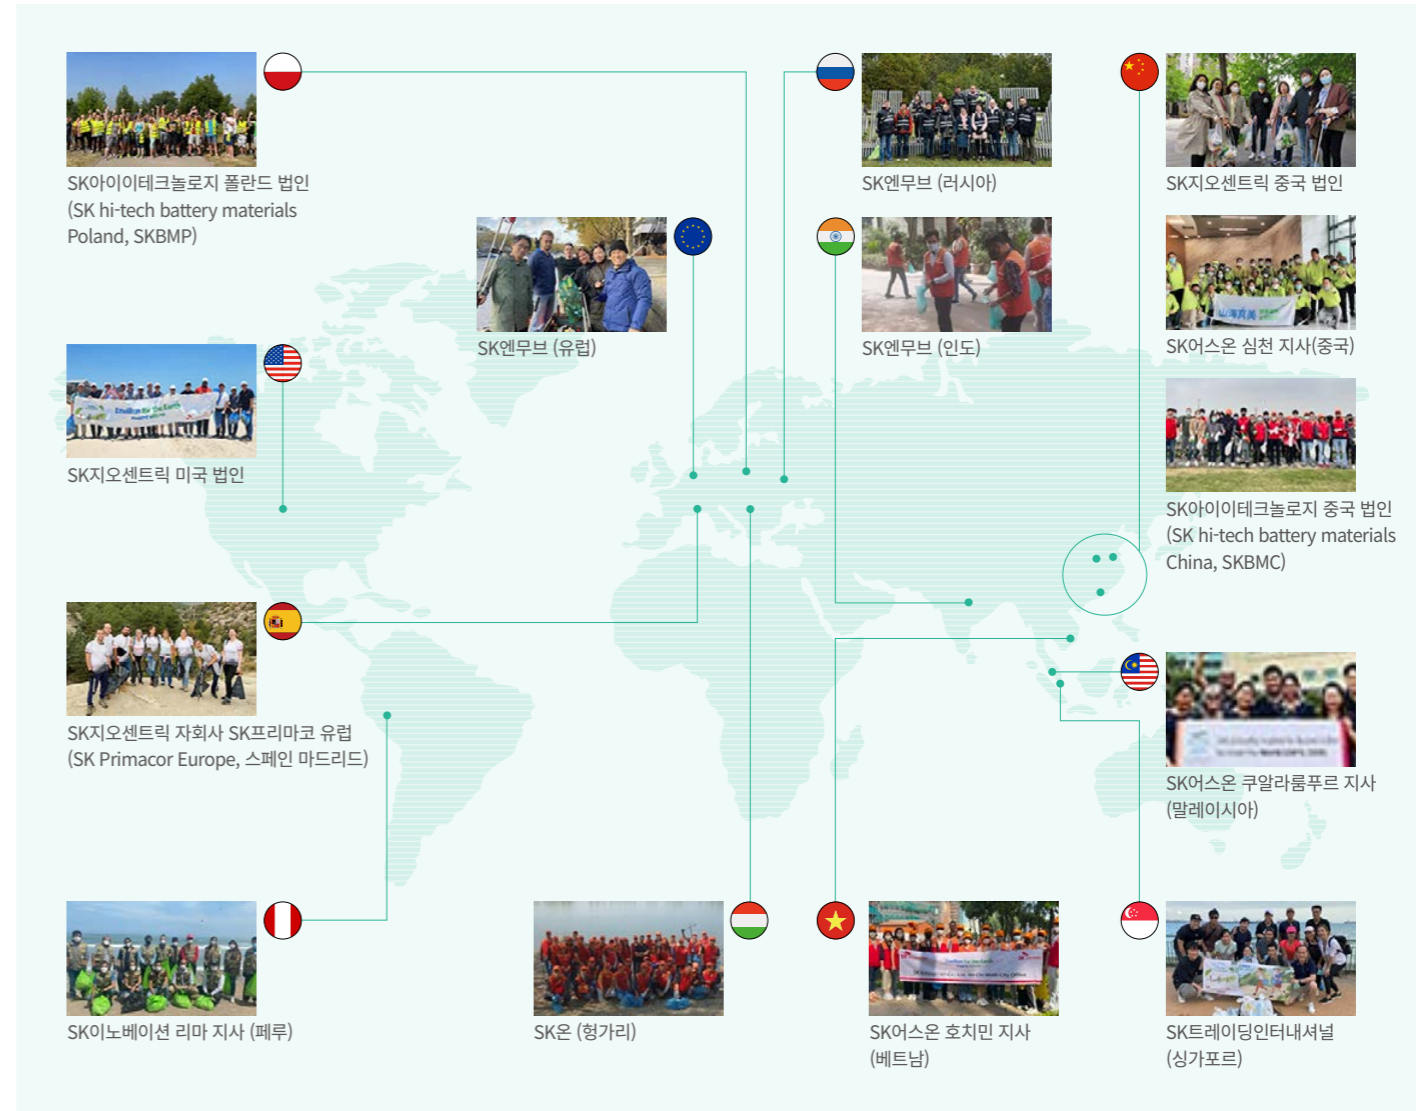 SK아이이테크놀로지 폴란드 법인
(SK hi-tech battery materials
Poland, SKBMP)
SK엔무브 (유럽)
SK엔무브 (러시아)
SK엔무브 (인도)
SK지오센트릭 중국 법인
SK어스온 심천 지사(중국)
SK아이이테크놀로지 중국 법인
(SK hi-tech battery materials
China, SKBMC)
EnviRun for the Earth
SK지오센트릭 미국 법인
SK지오센트릭 자회사 SK프리마코 유럽
(SK Primacor Europe, 스페인 마드리드)
SK어스온 쿠알라룸푸르 지사
(말레이시아)
SK이노베이션 리마 지사 (페루)
SK온 (헝가리)
SK어스온 호치민 지사
(베트남)
SK트레이딩인터내셔널
(싱가포르)